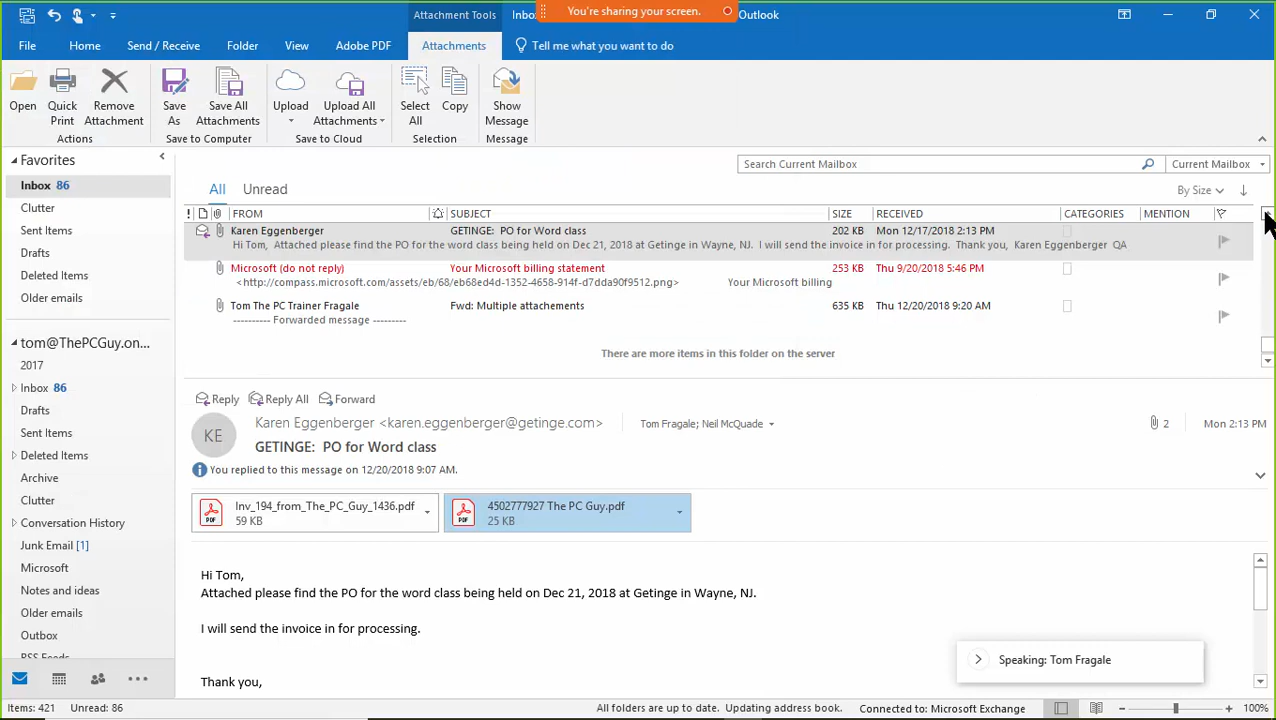 Attachment Tools
Inbo
You're sharing your screen.
Outlook
File Home Send / Receive Folder View Adobe PDF Attachments Tell me what you want to do
Open Quick Print Remove Attachment Save As Save All Attachments Upload Upload All Attachments Select All Copy Show Message
Actions Save to Computer Save to Cloud Selection Message
Favorites
Inbox 86
Clutter
Sent Items
Drafts
Deleted Items
Older emails
tom@ThePCGuy.on...
2017
Inbox 86
Drafts
Sent Items
Deleted Items
Archive
Clutter
Conversation History
Junk Email [1]
Microsoft
Notes and ideas
Older emails
Outbox
RSS Feeds
Search Current Mailbox Current Mailbox
All Unread By Size
! FROM SUBJECT SIZE RECEIVED CATEGORIES MENTION
Karen Eggenberger GETINGE: PO for Word class 202 KB Mon 12/17/2018 2:13 PM
Hi Tom, Attached please find the PO for the word class being held on Dec 21, 2018 at Getinge in Wayne, NJ. I will send the invoice in for processing. Thank you, Karen Eggenberger QA
Microsoft (do not reply) Your Microsoft billing statement 253 KB Thu 9/20/2018 5:46 PM
<http://compass.microsoft.com/assets/eb/68/eb68ed4d-1352-4658-914f-d7dda90f9512.png> Your Microsoft billing
Tom The PC Trainer Fragale Fwd: Multiple attachements 635 KB Thu 12/20/2018 9:20 AM
---------- Forwarded message ---------
There are more items in this folder on the server
Reply Reply All Forward
KE
Karen Eggenberger <karen.eggenberger@getinge.com> Tom Fragale; Neil McQuade 2 Mon 2:13 PM
GETINGE: PO for Word class
You replied to this message on 12/20/2018 9:07 AM.
PDF Inv_194_from_The_PC_Guy_1436.pdf
59 KB
PDF 4502777927 The PC Guy.pdf
25 KB
Hi Tom,
Attached please find the PO for the word class being held on Dec 21, 2018 at Getinge in Wayne, NJ.
I will send the invoice in for processing.
Thank you,
Speaking: Tom Fragale
Items: 421 Unread: 86 All folders are up to date. Updating address book. Connected to: Microsoft Exchange 100%